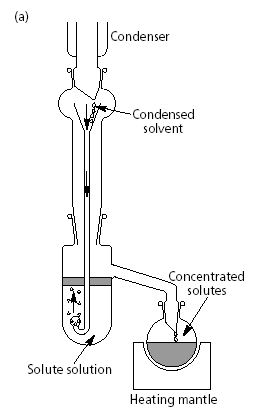 (a)
Condenser
Condensed
solvent
Concentrated
solutes
Solute solution
Heating mantle